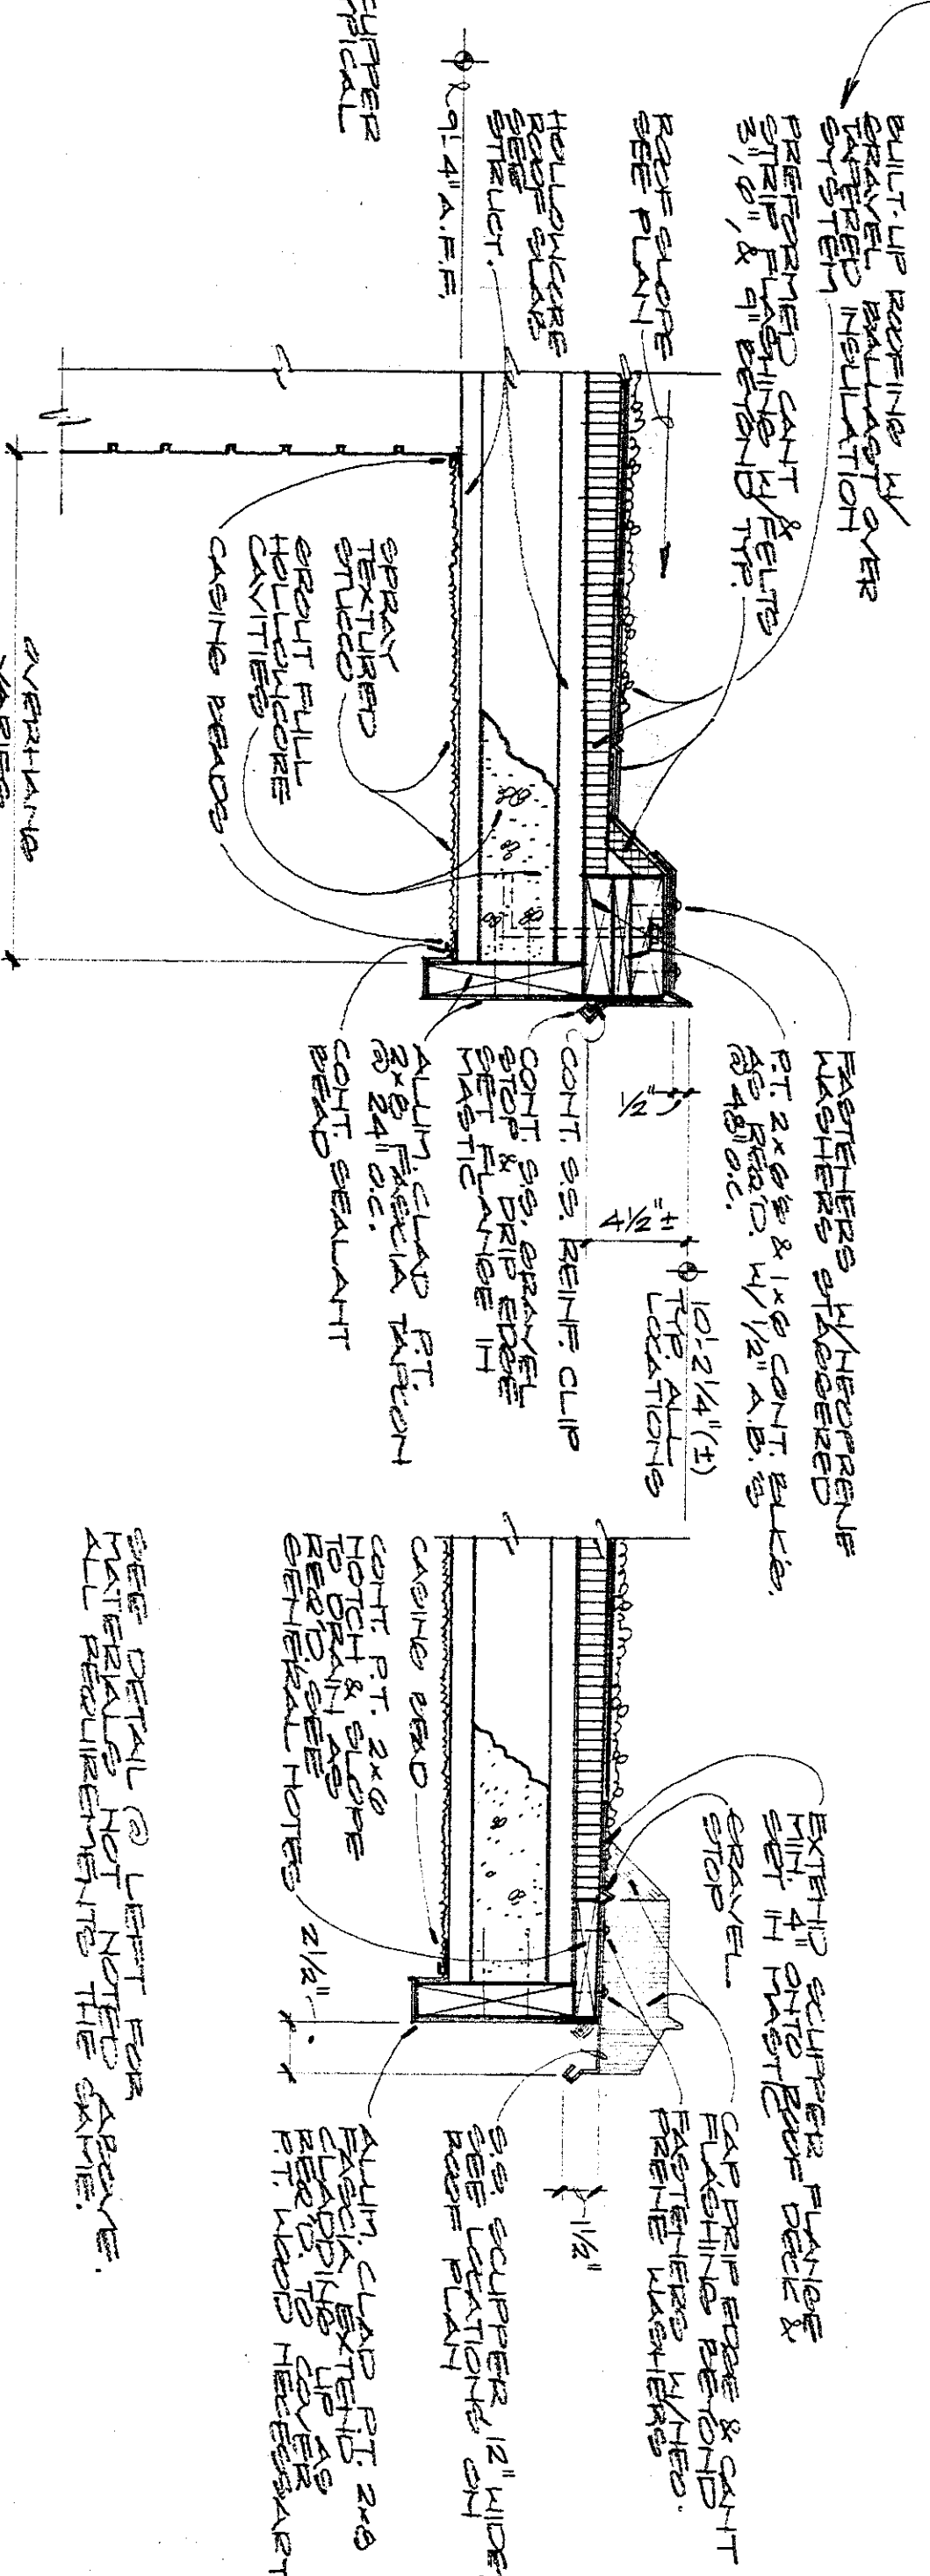 BUILT-UP ROOFING W/
GRAVEL BALLAST OVER
TAPERED INSULATION
SYSTEM
PREFORMED CANT &
STRIP FLASHING W/FELTS
3", 6", & 9" BEYOND TYP.
ROOF SLOPE
SEE PLAN
HOLLOWCORE
ROOF SLAB
SEE
STRUCT.
9'-4" A.F.F.
SPRAY
TEXTURED
STUCCO
GROUT FULL
HOLLOWCORE
CAVITIES
CASING BEADS
OVERHANG
VARIES
FASTENERS W/NEOPRENE
WASHERS STAGGERED
P.T. 2x6'S & 1x6 CONT. BLK'G.
AS REQ'D. W/ 1/2" A.B.'S
@ 48" O.C.
1/2"
4 1/2" ±
10'-2 1/4" (±)
TYP. ALL
LOCATIONS
CONT. S.S. REINF. CLIP
CONT. S.S. GRAVEL
STOP & DRIP EDGE
SET FLANGE IN
MASTIC
ALUM. CLAD P.T.
2x8 FASCIA TAPCON
@ 24" O.C.
CONT. SEALANT
BEAD
EXTEND SCUPPER FLANGE
MIN. 4" ONTO ROOF DECK &
SET IN MASTIC
GRAVEL
STOP
CASING BEAD
CONT. P.T. 2x6
NOTCH & SLOPE
TO DRAIN AS
REQ'D. SEE
GENERAL NOTES
2 1/2"
CAP DRIP EDGE & CANT
FLASHING BEYOND
FASTENERS W/NEO-
PRENE WASHERS
1 1/2"
S.S. SCUPPER 12" WIDE
SEE LOCATIONS ON
ROOF PLAN
ALUM. CLAD P.T. 2x8
FASCIA EXTEND
CLADDING UP AS
REQ'D. TO COVER
P.T. WOOD NECESSARY
SEE DETAIL @ LEFT FOR
MATERIALS NOT NOTED ABOVE.
ALL REQUIREMENTS THE SAME.